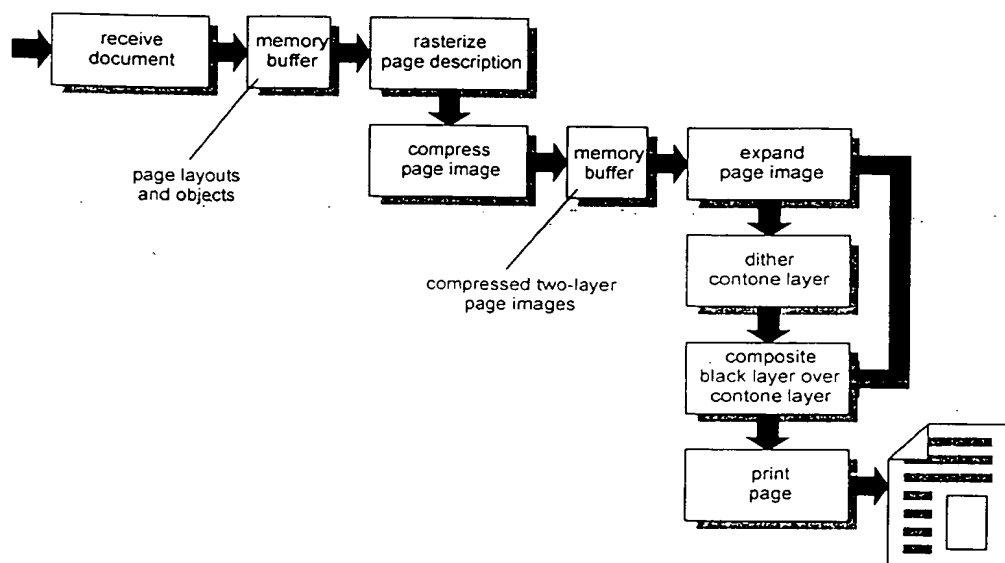 receive
document
memory
buffer
rasterize
page description
page layouts
and objects
compress
page image
memory
buffer
expand
page image
compressed two-layer
page images
dither
contone layer
composite
black layer over
contone layer
print
page